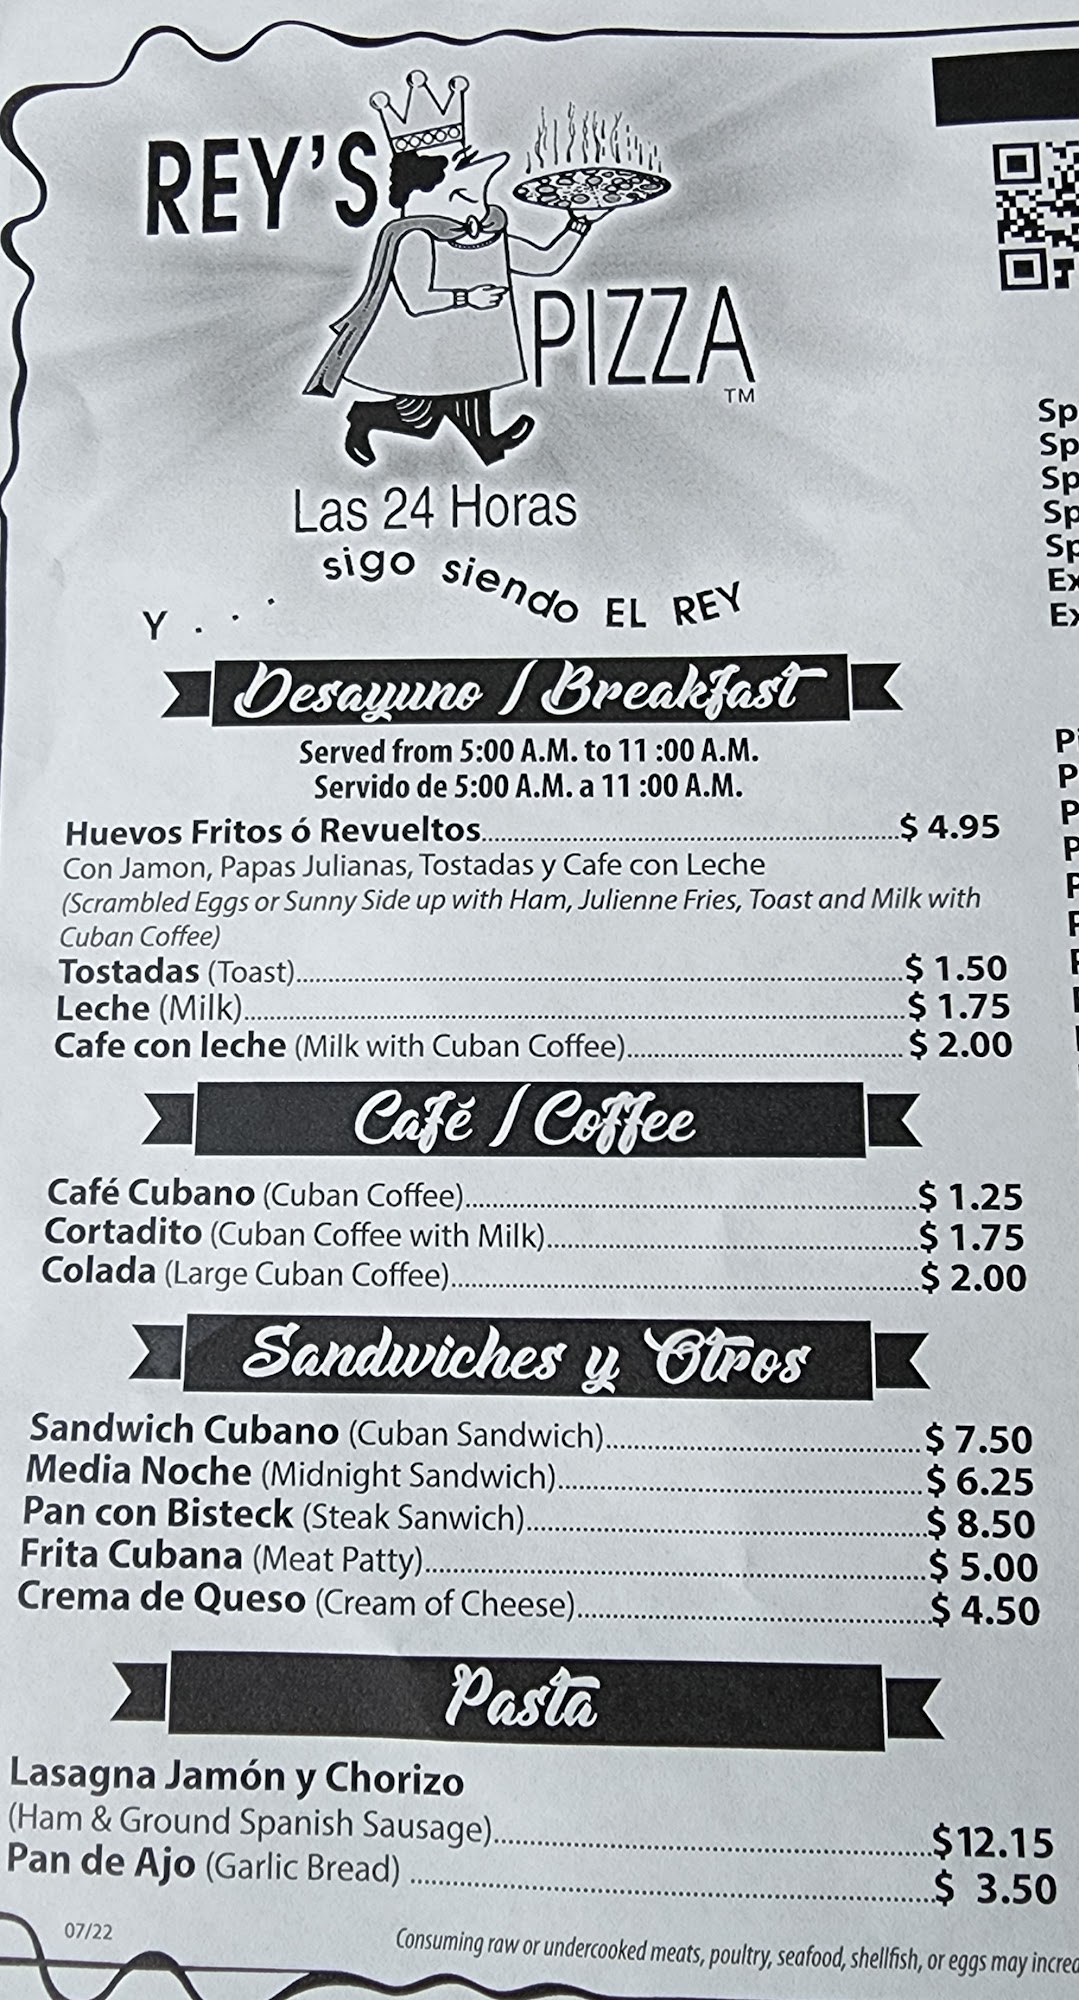 REY'S
PIZZA
TM
Las 24 Horas
Y . . . sigo siendo EL REY
Desayuno / Breakfast
Served from 5:00 A.M. to 11 :00 A.M.
Servido de 5:00 A.M. a 11 :00 A.M.
Huevos Fritos ó Revueltos $ 4.95
Con Jamon, Papas Julianas, Tostadas y Cafe con Leche
(Scrambled Eggs or Sunny Side up with Ham, Julienne Fries, Toast and Milk with
Cuban Coffee)
Tostadas (Toast) $ 1.50
Leche (Milk) $ 1.75
Cafe con leche (Milk with Cuban Coffee) $ 2.00
Café / Coffee
Café Cubano (Cuban Coffee) $ 1.25
Cortadito (Cuban Coffee with Milk) $ 1.75
Colada (Large Cuban Coffee) $ 2.00
Sandwiches y Otros
Sandwich Cubano (Cuban Sandwich) $ 7.50
Media Noche (Midnight Sandwich) $ 6.25
Pan con Bisteck (Steak Sanwich) $ 8.50
Frita Cubana (Meat Patty) $ 5.00
Crema de Queso (Cream of Cheese) $ 4.50
Pasta
Lasagna Jamón y Chorizo
(Ham & Ground Spanish Sausage) $12.15
Pan de Ajo (Garlic Bread) $ 3.50
07/22
Consuming raw or undercooked meats, poultry, seafood, shellfish, or eggs may